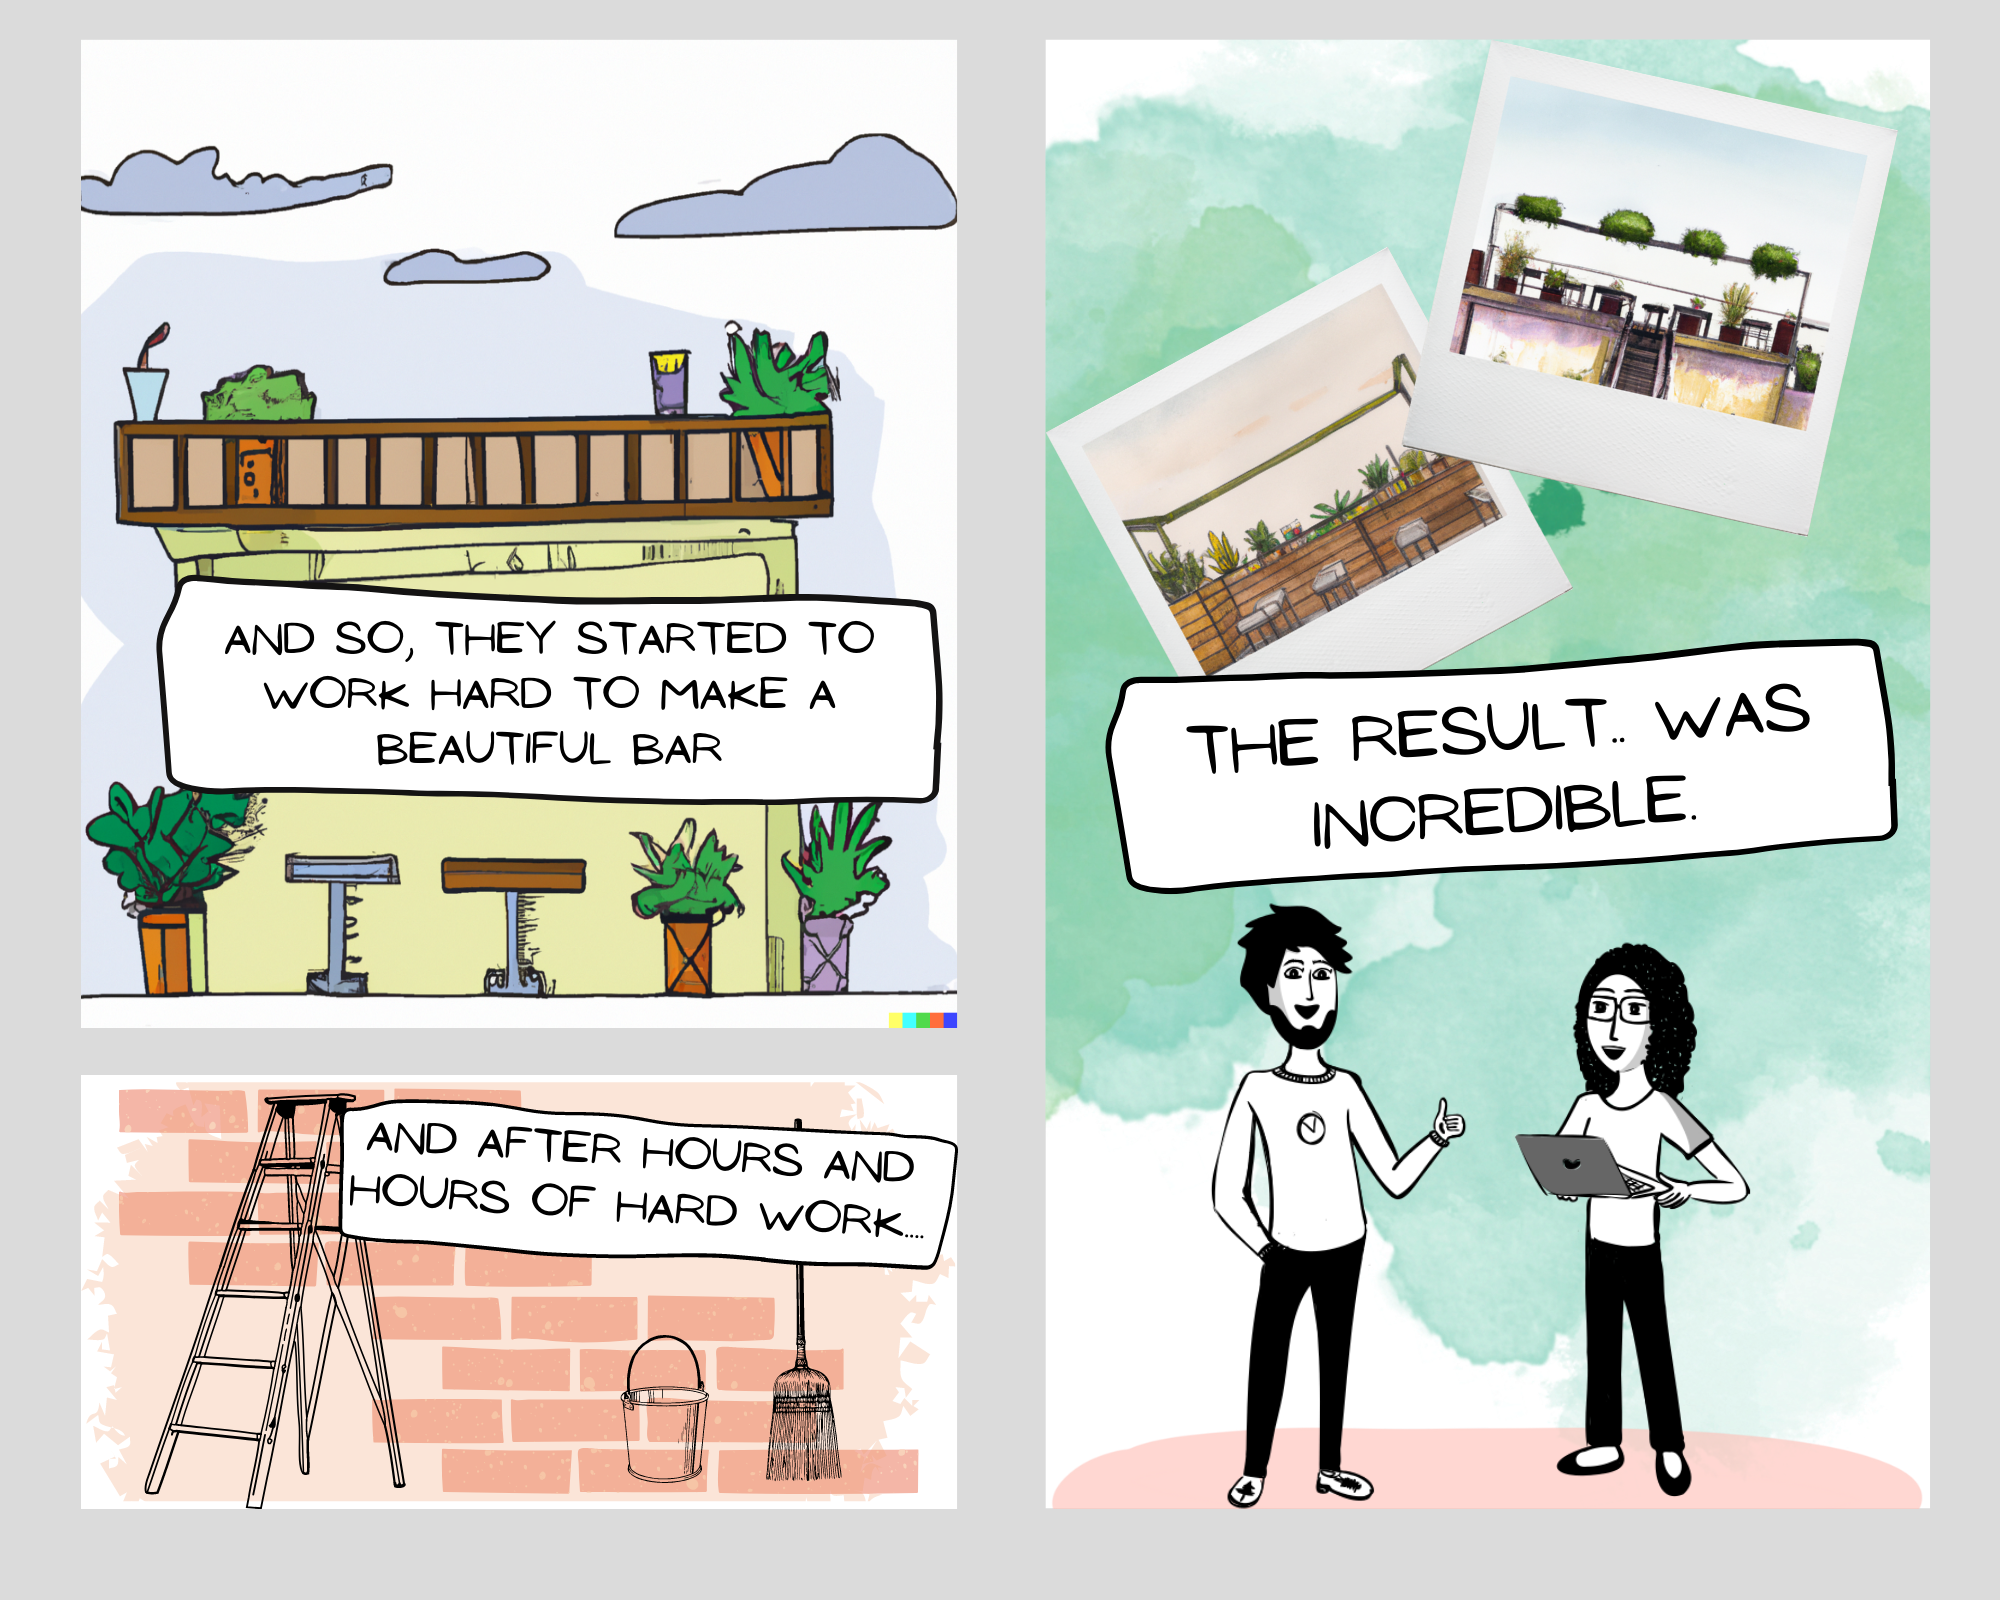 AND SO, THEY STARTED TO
WORK HARD TO MAKE A
BEAUTIFUL BAR
AND AFTER HOURS AND
HOURS OF HARD WORK....
THE RESULT.. WAS
INCREDIBLE.